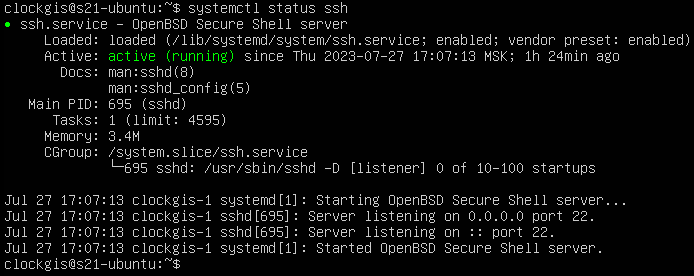 clockgis@s21-ubuntu:~$ systemctl status ssh
● ssh.service - OpenBSD Secure Shell server
     Loaded: loaded (/lib/systemd/system/ssh.service; enabled; vendor preset: enabled)
     Active: active (running) since Thu 2023-07-27 17:07:13 MSK; 1h 24min ago
       Docs: man:sshd(8)
             man:sshd_config(5)
   Main PID: 695 (sshd)
      Tasks: 1 (limit: 4595)
     Memory: 3.4M
     CGroup: /system.slice/ssh.service
             └─695 sshd: /usr/sbin/sshd -D [listener] 0 of 10-100 startups

Jul 27 17:07:13 clockgis-1 systemd[1]: Starting OpenBSD Secure Shell server...
Jul 27 17:07:13 clockgis-1 sshd[695]: Server listening on 0.0.0.0 port 22.
Jul 27 17:07:13 clockgis-1 sshd[695]: Server listening on :: port 22.
Jul 27 17:07:13 clockgis-1 systemd[1]: Started OpenBSD Secure Shell server.
clockgis@s21-ubuntu:~$